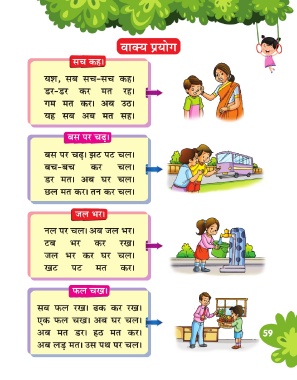 वाक्य प्रयोग
सच कह।
यश, सब सच-सच कह।
डर-डर कर मत रह।
गम मत कर। अब उठ।
यह सब अब मत सह।
बस पर चढ़।
बस पर चढ़। झट पट चल।
बच-बच कर चल।
डर मत। अब घर चल।
छल मत कर। तन कर चल।
जल भर।
नल पर चल। अब जल भर।
टब भर कर रख।
जल भर कर घर चल।
खट पट मत कर।
फल चख।
सब फल रख। ढक कर रख।
एक फल चख। अब घर चल।
अब मत डर। हठ मत कर।
अब लड़ मत। उस पथ पर चल।
59